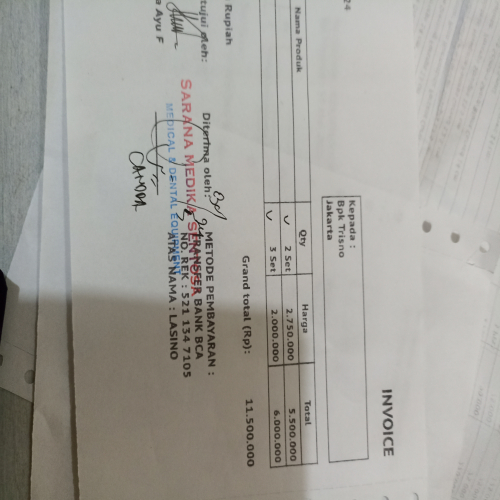 INVOICE
24
Kepada :
Bpk Trisno
Jakarta
Nama Produk Qty Harga Total
2 Set 2.750.000 5.500.000
3 Set 2.000.000 6.000.000
Grand total (Rp): 11.500.000
Rupiah
METODE PEMBAYARAN :
TRANSFER BANK BCA
NO. REK : 521 134 7105
ATAS NAMA : LASINO
tujui oleh:
Diterima oleh:
SARANA MEDIKA SENTOSA
MEDICAL & DENTAL EQUIPMENT
a Ayu F